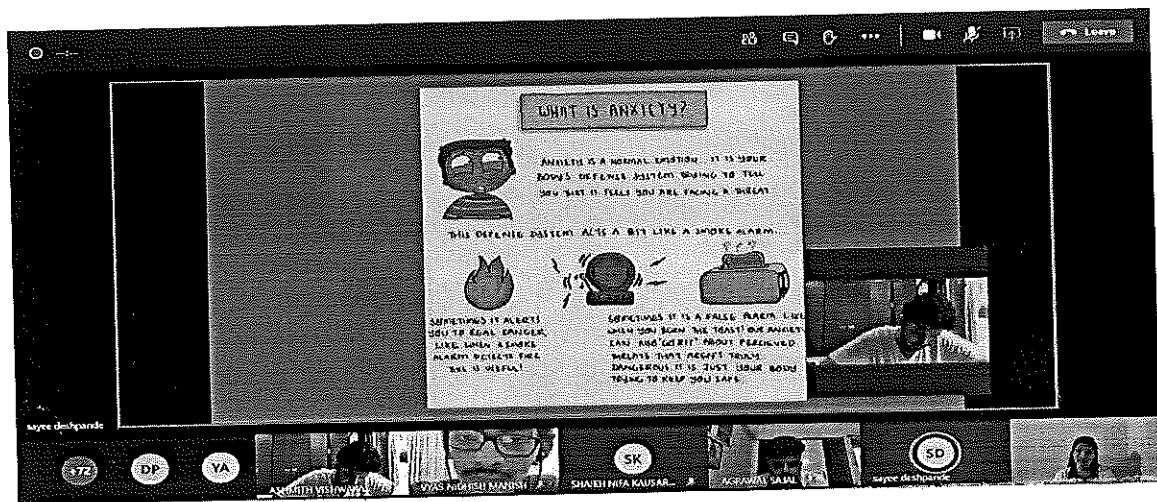 Leave
WHAT IS ANXIETY?
ANXIETY IS A NORMAL EMOTION. IT IS YOUR
BODY'S DEFENSE SYSTEM TRYING TO TELL
YOU THAT IT FEELS YOU ARE FACING A THREAT
THIS DEFENSE SYSTEM ACTS A BIT LIKE A SMOKE ALARM.
SOMETIMES IT ALERTS
YOU TO REAL DANGER,
LIKE WHEN A SMOKE
ALARM DETECTS FIRE
THIS IS USEFUL!
SOMETIMES IT IS A FALSE ALARM LIKE
WHEN YOU BURN THE TOAST! OUR ANXIETY
CAN ALSO "GO OFF" ABOUT PERCIEVED
THREATS THAT AREN'T TRULY
DANGEROUS IT IS JUST YOUR BODY
TRYING TO KEEP YOU SAFE.
sayee deshpande
+72
DP
YA
ASHMITH
VYAS NIDHISH MANISH
SK
SHAIKH NIFA KAUSAR...
AGRAWAL SAJAL
SD
sayee deshpande